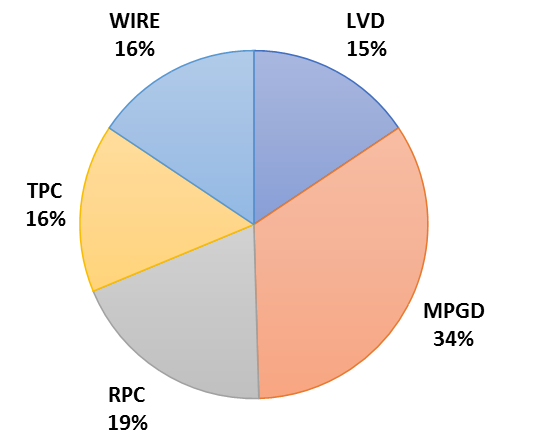 WIRE
16%
LVD
15%
TPC
16%
MPGD
34%
RPC
19%